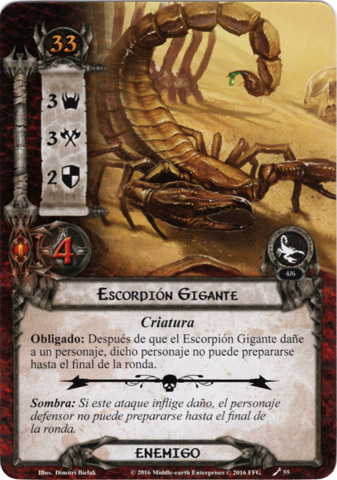 33
3
3
2
4
4/6
Escorpión Gigante
Criatura
Obligado: Después de que el Escorpión Gigante dañe
a un personaje, dicho personaje no puede prepararse
hasta el final de la ronda.
Sombra: Si este ataque inflige daño, el personaje
defensor no puede prepararse hasta el final de
la ronda.
ENEMIGO
Illus. Dimitri Bielak
© 2016 Middle-earth Enterprises © 2016 FFG
55